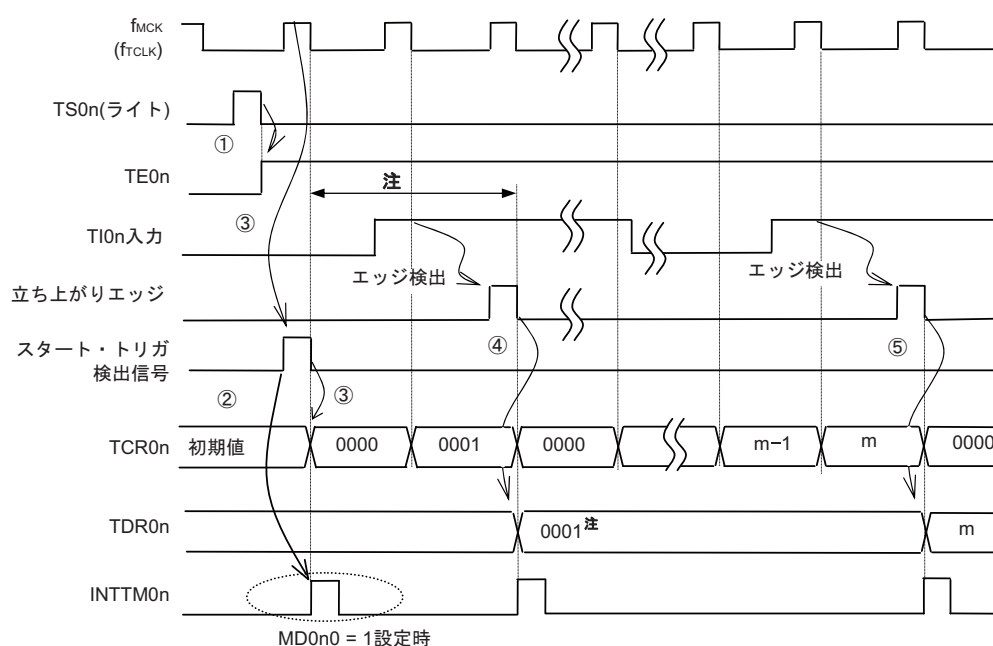 fMCK
(fTCLK)
TS0n(ライト)
①
TE0n
注
③
TI0n入力
エッジ検出
エッジ検出
立ち上がりエッジ
④
⑤
スタート・トリガ
検出信号
②
③
TCR0n
初期値
0000
0001
0000
m−1
m
0000
TDR0n
0001注
m
INTTM0n
MD0n0 = 1設定時